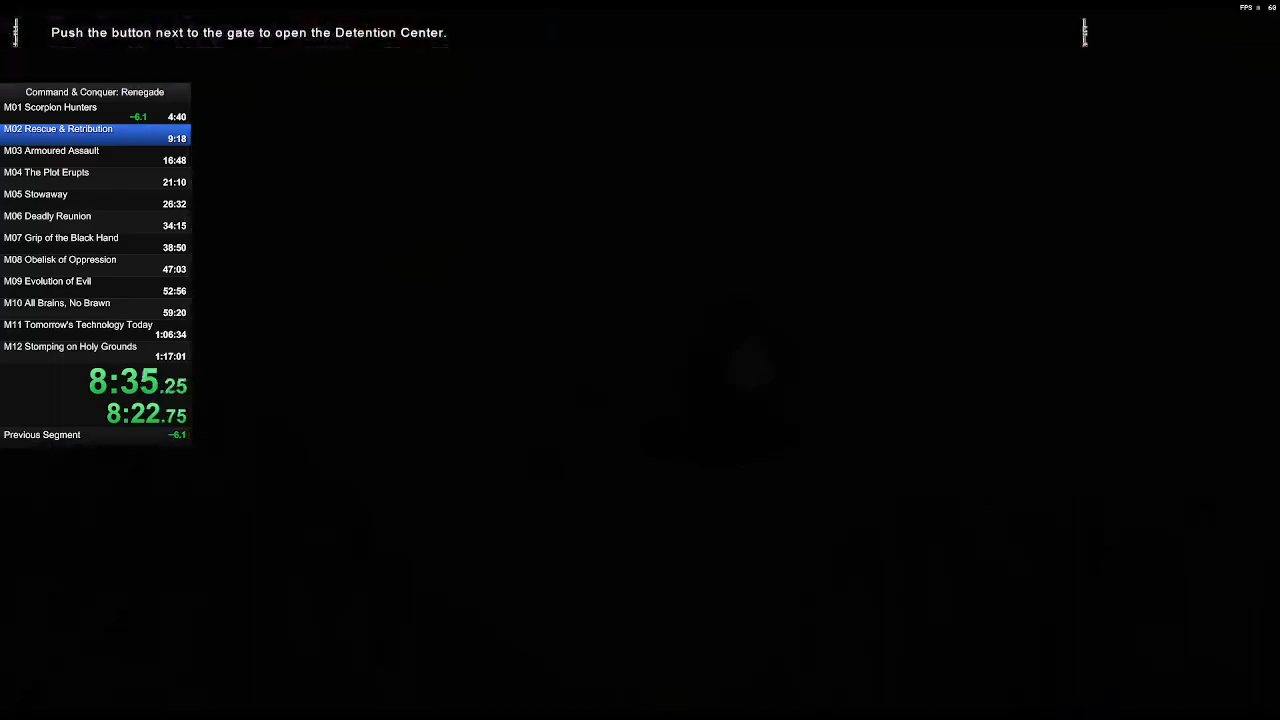 FPS = 60
Push the button next to the gate to open the Detention Center.
Command & Conquer: Renegade
M01 Scorpion Hunters
-6.1 4:40
M02 Rescue & Retribution
9:18
M03 Armoured Assault
16:48
M04 The Plot Erupts
21:10
M05 Stowaway
26:32
M06 Deadly Reunion
34:15
M07 Grip of the Black Hand
38:50
M08 Obelisk of Oppression
47:03
M09 Evolution of Evil
52:56
M10 All Brains, No Brawn
59:20
M11 Tomorrow's Technology Today
1:06:34
M12 Stomping on Holy Grounds
1:17:01
8:35.25
8:22.75
Previous Segment -6.1